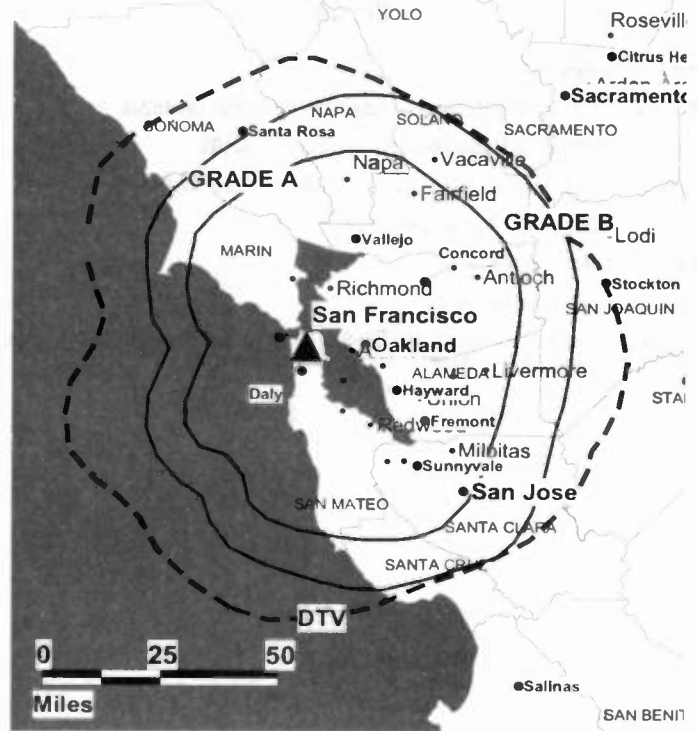 YOLO
Rosevill
Citrus He
Sacramento
NAPA
SOLANO
SACRAMENTO
SONOMA
Santa Rosa
Napa
Vacaville
GRADE A
Fairfield
GRADE B
Lodi
MARIN
Vallejo
Concord
Antioch
Stockton
Richmond
SAN JOAQUIN
San Francisco
Oakland
ALAMEDA
Livermore
Daly
Hayward
Union
STAI
Redwood
Fremont
Milpitas
Sunnyvale
San Jose
SAN MATEO
SANTA CLARA
SANTA CRUZ
DTV
0 25 50
Miles
Salinas
SAN BENIT